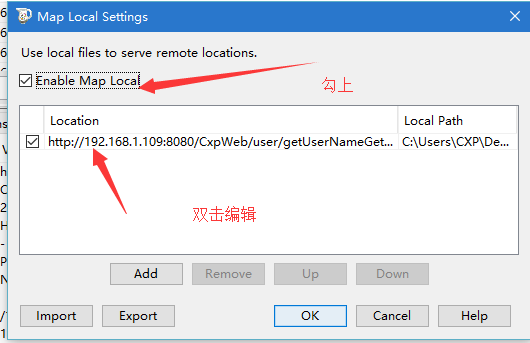 Map Local Settings
Use local files to serve remote locations.
Enable Map Local
勾上
Location
Local Path
http://192.168.1.109:8080/CxpWeb/user/getUserNameGet...
C:\Users\CXP\De...
双击编辑
Add
Remove
Up
Down
Import
Export
OK
Cancel
Help